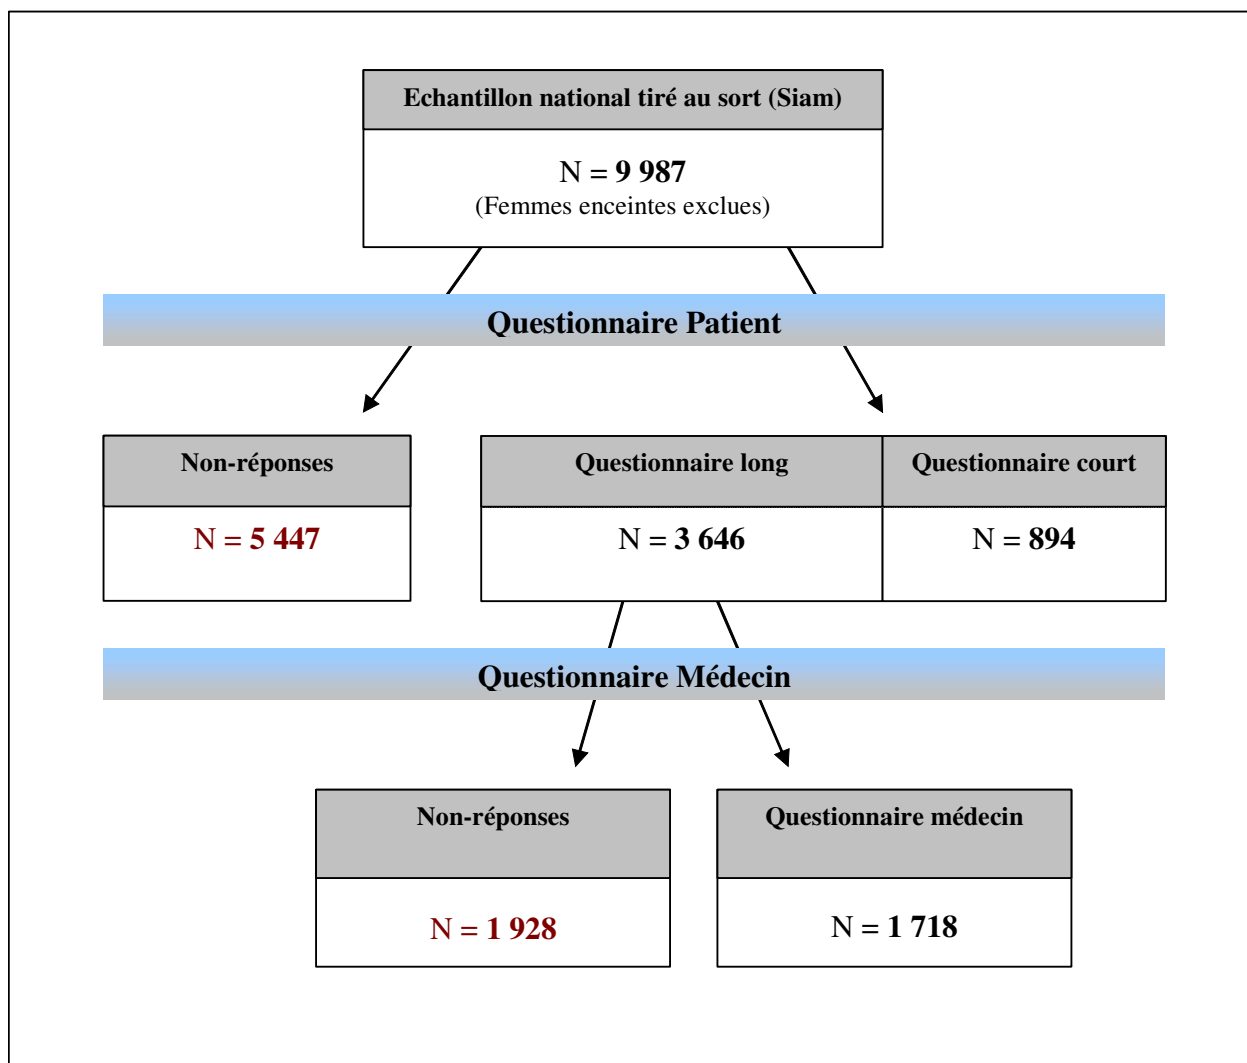 Echantillon national tiré au sort (Siam)
N = 9 987
(Femmes enceintes exclues)
Questionnaire Patient
Non-réponses
N = 5 447
Questionnaire long
N = 3 646
Questionnaire court
N = 894
Questionnaire Médecin
Non-réponses
N = 1 928
Questionnaire médecin
N = 1 718